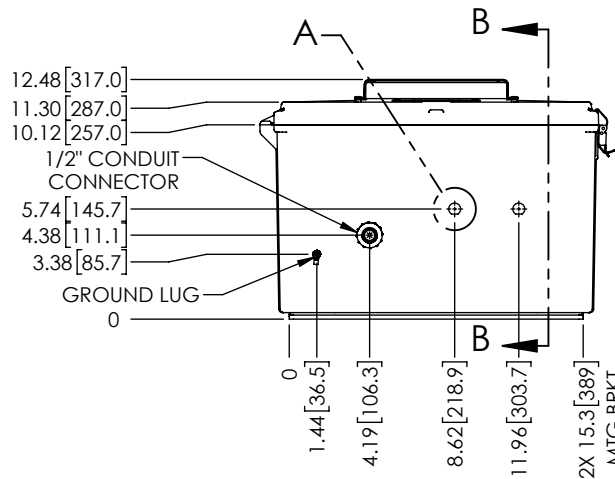 A
B
12.48 [317.0]
11.30 [287.0]
10.12 [257.0]
1/2" CONDUIT
CONNECTOR
5.74 [145.7]
4.38 [111.1]
3.38 [85.7]
GROUND LUG
0
B
0
1.44 [36.5]
4.19 [106.3]
8.62 [218.9]
11.96 [303.7]
2X 15.3 [389]
MTG BRKT